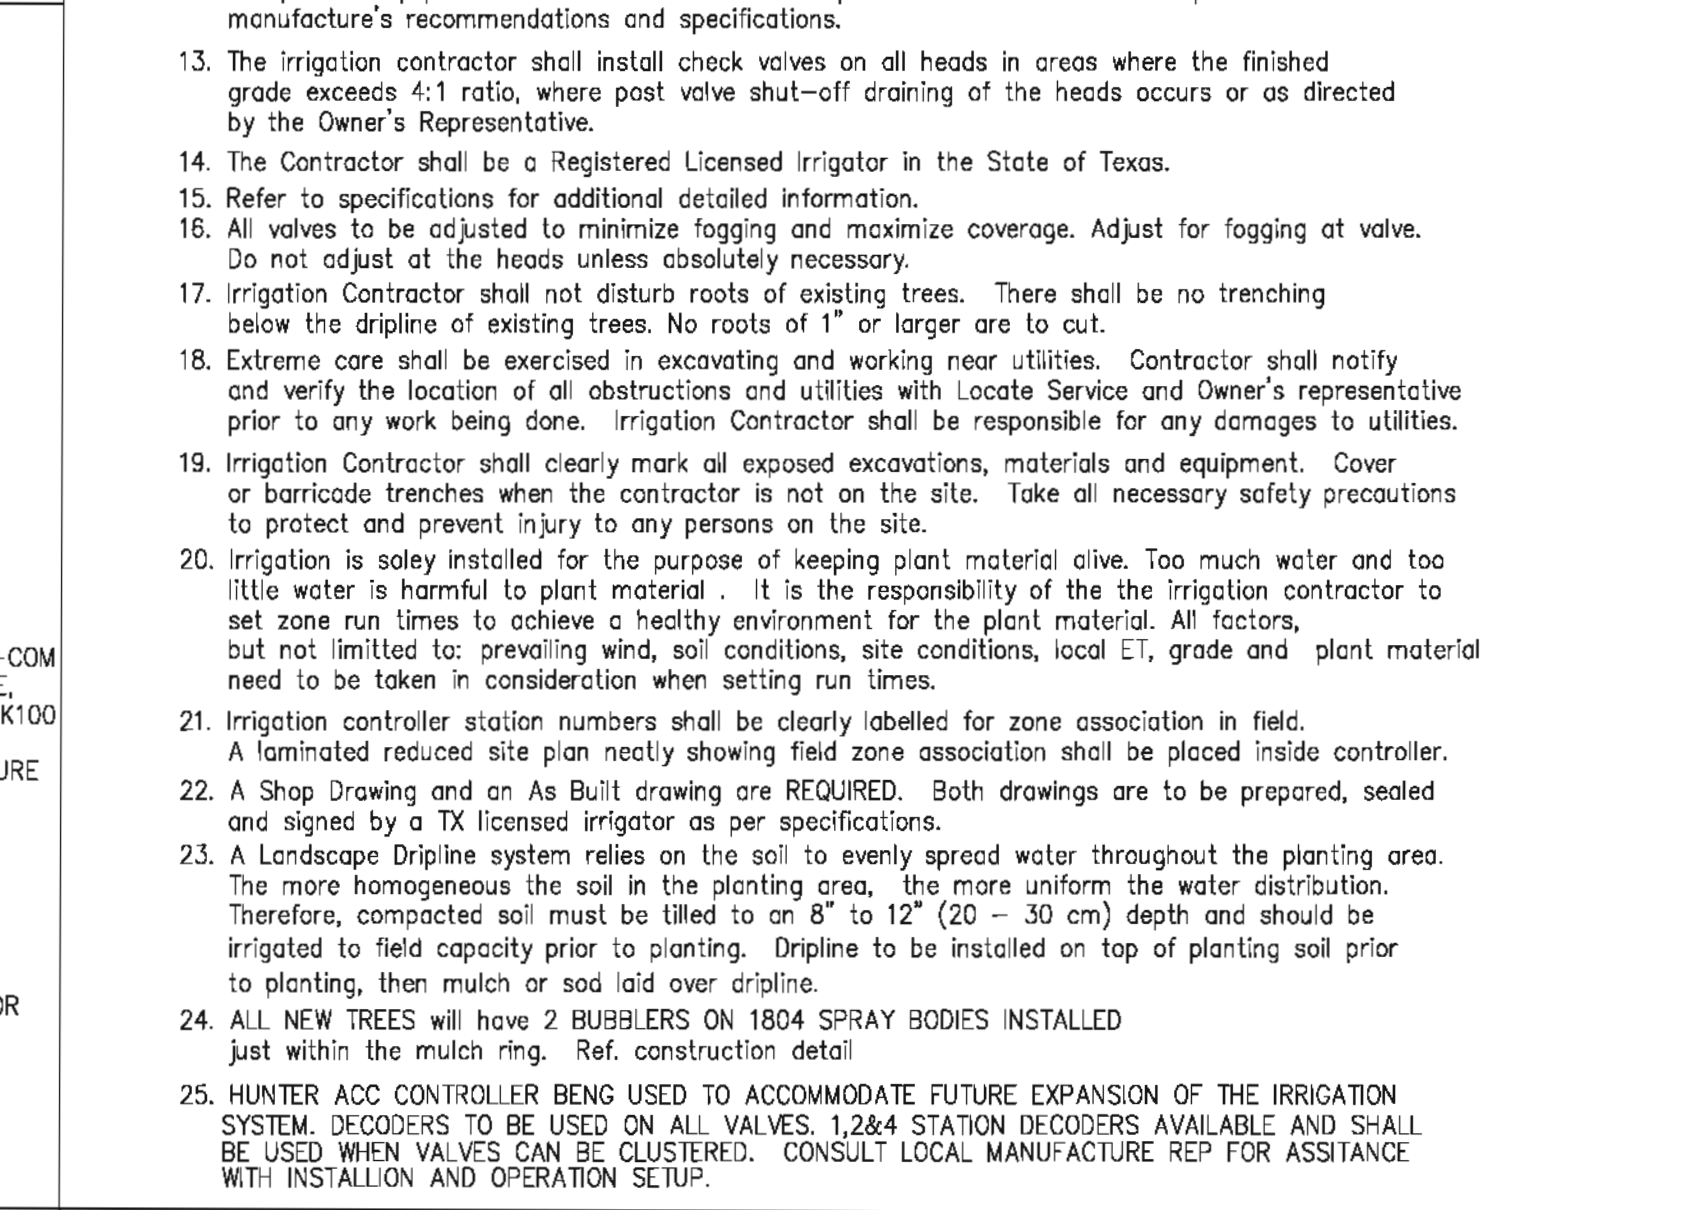 manufacture's recommendations and specifications.
13. The irrigation contractor shall install check valves on all heads in areas where the finished
grade exceeds 4:1 ratio, where post valve shut-off draining of the heads occurs or as directed
by the Owner's Representative.
14. The Contractor shall be a Registered Licensed Irrigator in the State of Texas.
15. Refer to specifications for additional detailed information.
16. All valves to be adjusted to minimize fogging and maximize coverage. Adjust for fogging at valve.
Do not adjust at the heads unless absolutely necessary.
17. Irrigation Contractor shall not disturb roots of existing trees. There shall be no trenching
below the dripline of existing trees. No roots of 1" or larger are to cut.
18. Extreme care shall be exercised in excavating and working near utilities. Contractor shall notify
and verify the location of all obstructions and utilities with Locate Service and Owner's representative
prior to any work being done. Irrigation Contractor shall be responsible for any damages to utilities.
19. Irrigation Contractor shall clearly mark all exposed excavations, materials and equipment. Cover
or barricade trenches when the contractor is not on the site. Take all necessary safety precautions
to protect and prevent injury to any persons on the site.
20. Irrigation is soley installed for the purpose of keeping plant material alive. Too much water and too
little water is harmful to plant material . It is the responsibility of the the irrigation contractor to
set zone run times to achieve a healthy environment for the plant material. All factors,
but not limitted to: prevailing wind, soil conditions, site conditions, local ET, grade and plant material
need to be taken in consideration when setting run times.
21. Irrigation controller station numbers shall be clearly labelled for zone association in field.
A laminated reduced site plan neatly showing field zone association shall be placed inside controller.
22. A Shop Drawing and an As Built drawing are REQUIRED. Both drawings are to be prepared, sealed
and signed by a TX licensed irrigator as per specifications.
23. A Landscape Dripline system relies on the soil to evenly spread water throughout the planting area.
The more homogeneous the soil in the planting area, the more uniform the water distribution.
Therefore, compacted soil must be tilled to an 8" to 12" (20 - 30 cm) depth and should be
irrigated to field capacity prior to planting. Dripline to be installed on top of planting soil prior
to planting, then mulch or sod laid over dripline.
24. ALL NEW TREES will have 2 BUBBLERS ON 1804 SPRAY BODIES INSTALLED
just within the mulch ring. Ref. construction detail
25. HUNTER ACC CONTROLLER BENG USED TO ACCOMMODATE FUTURE EXPANSION OF THE IRRIGATION
SYSTEM. DECODERS TO BE USED ON ALL VALVES. 1,2&4 STATION DECODERS AVAILABLE AND SHALL
BE USED WHEN VALVES CAN BE CLUSTERED. CONSULT LOCAL MANUFACTURE REP FOR ASSITANCE
WITH INSTALLION AND OPERATION SETUP.
-COM
E,
K100
URE
OR